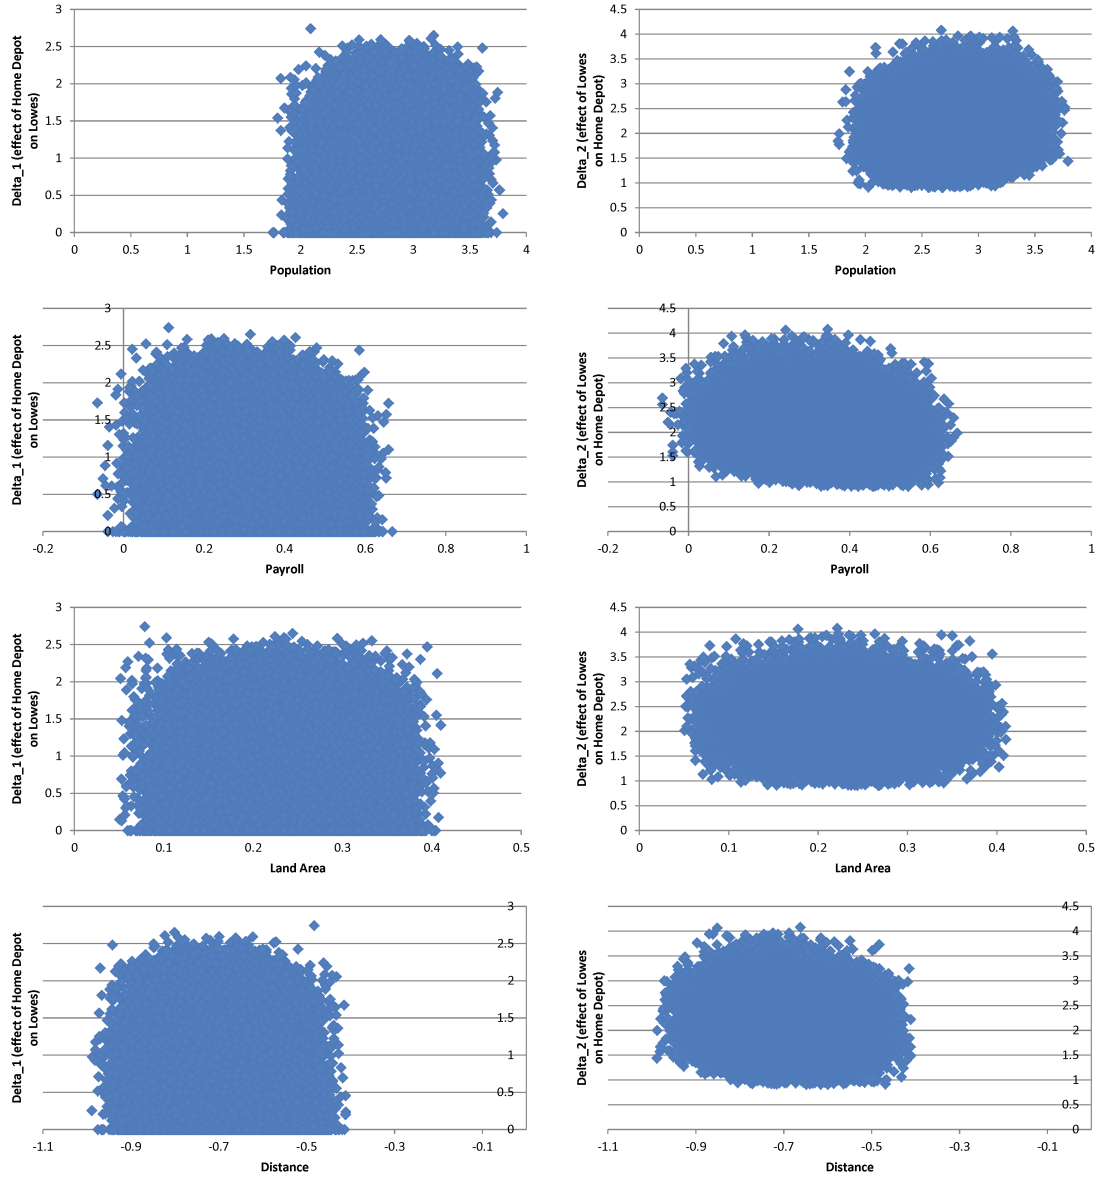 3
2.5
2
1.5
1
0.5
0
0 0.5 1 1.5 2 2.5 3 3.5 4
Population
Delta_1 (effect of Home Depot
on Lowes)
4.5
4
3.5
3
2.5
2
1.5
1
0.5
0
0 0.5 1 1.5 2 2.5 3 3.5 4
Population
Delta_2 (effect of Lowes
on Home Depot)
3
2.5
2
1.5
1
0.5
0
-0.2 0 0.2 0.4 0.6 0.8 1
Payroll
Delta_1 (effect of Home Depot
on Lowes)
4.5
4
3.5
3
2.5
2
1.5
1
0.5
0
-0.2 0 0.2 0.4 0.6 0.8 1
Payroll
Delta_2 (effect of Lowes
on Home Depot)
3
2.5
2
1.5
1
0.5
0
0 0.1 0.2 0.3 0.4 0.5
Land Area
Delta_1 (effect of Home Depot
on Lowes)
4.5
4
3.5
3
2.5
2
1.5
1
0.5
0
0 0.1 0.2 0.3 0.4 0.5
Land Area
Delta_2 (effect of Lowes
on Home Depot)
3
2.5
2
1.5
1
0.5
0
-1.1 -0.9 -0.7 -0.5 -0.3 -0.1
Distance
Delta_1 (effect of Home Depot
on Lowes)
4.5
4
3.5
3
2.5
2
1.5
1
0.5
0
-1.1 -0.9 -0.7 -0.5 -0.3 -0.1
Distance
Delta_2 (effect of Lowes
on Home Depot)